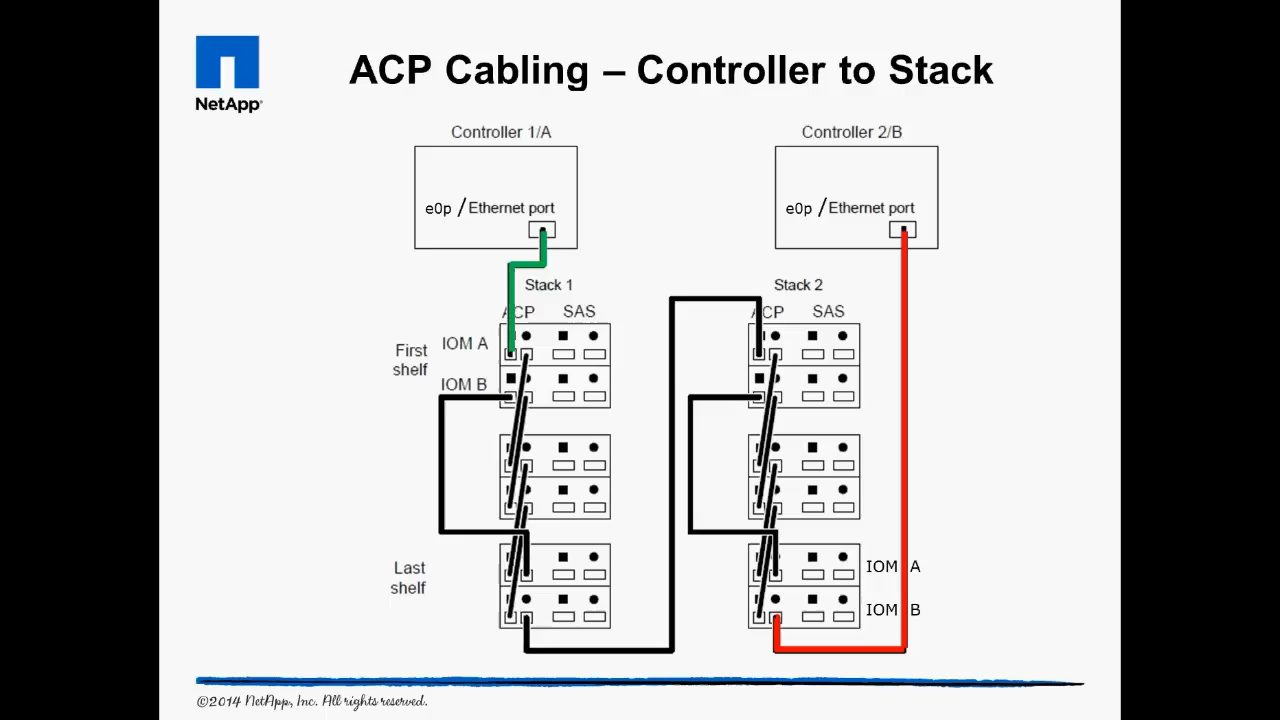 NetApp®
ACP Cabling – Controller to Stack
Controller 1/A
Controller 2/B
e0p / Ethernet port
e0p / Ethernet port
Stack 1
Stack 2
ACP SAS
ACP SAS
First shelf
IOM A
IOM B
Last shelf
IOM A
IOM B
©2014 NetApp, Inc. All rights reserved.